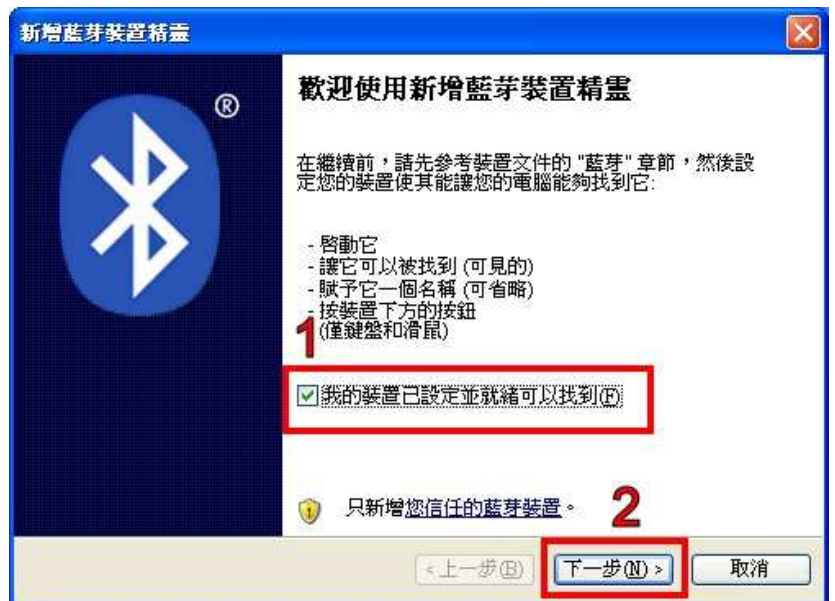 新增藍芽裝置精靈
®
歡迎使用新增藍芽裝置精靈
在繼續前，請先參考裝置文件的 "藍芽" 章節，然後設
定您的裝置使其能讓您的電腦能夠找到它:
- 啓動它
- 讓它可以被找到 (可見的)
- 賦予它一個名稱 (可省略)
- 按裝置下方的按鈕
(僅鍵盤和滑鼠)
1
我的裝置已設定並就緒可以找到(F)
只新增您信任的藍芽裝置。
2
<上一步(B)
下一步(N) >
取消